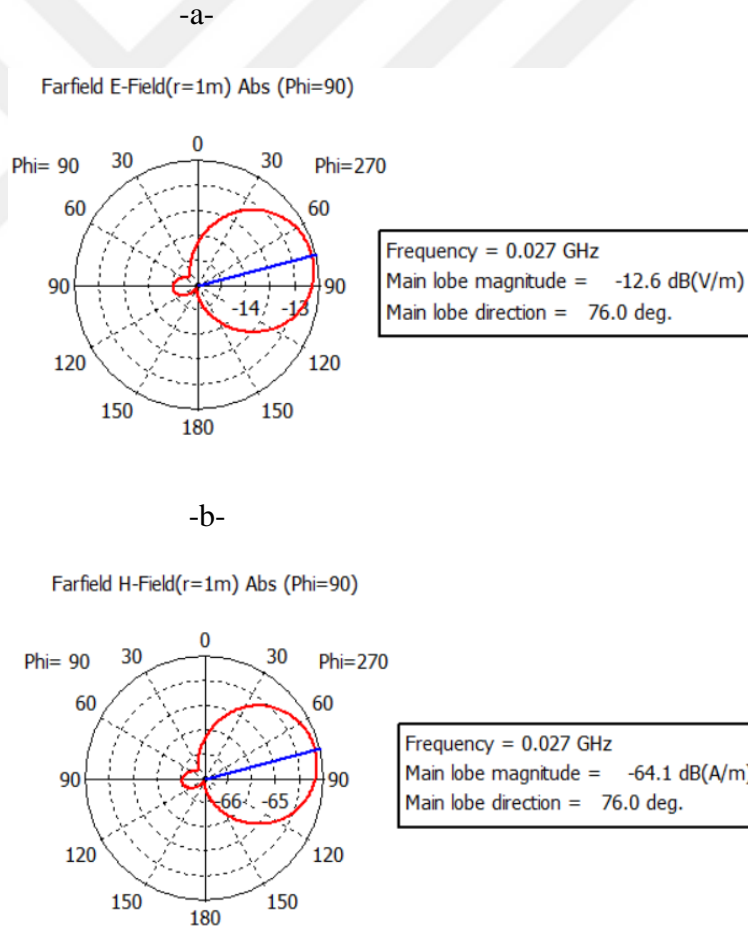 -a-
Farfield E-Field(r=1m) Abs (Phi=90)
0
Phi= 90 30 30 Phi=270
60 60
90 -14 -13 90
120 120
150 150
180
Frequency = 0.027 GHz
Main lobe magnitude = -12.6 dB(V/m)
Main lobe direction = 76.0 deg.
-b-
Farfield H-Field(r=1m) Abs (Phi=90)
0
Phi= 90 30 30 Phi=270
60 60
90 -66 -65 90
120 120
150 150
180
Frequency = 0.027 GHz
Main lobe magnitude = -64.1 dB(A/m)
Main lobe direction = 76.0 deg.